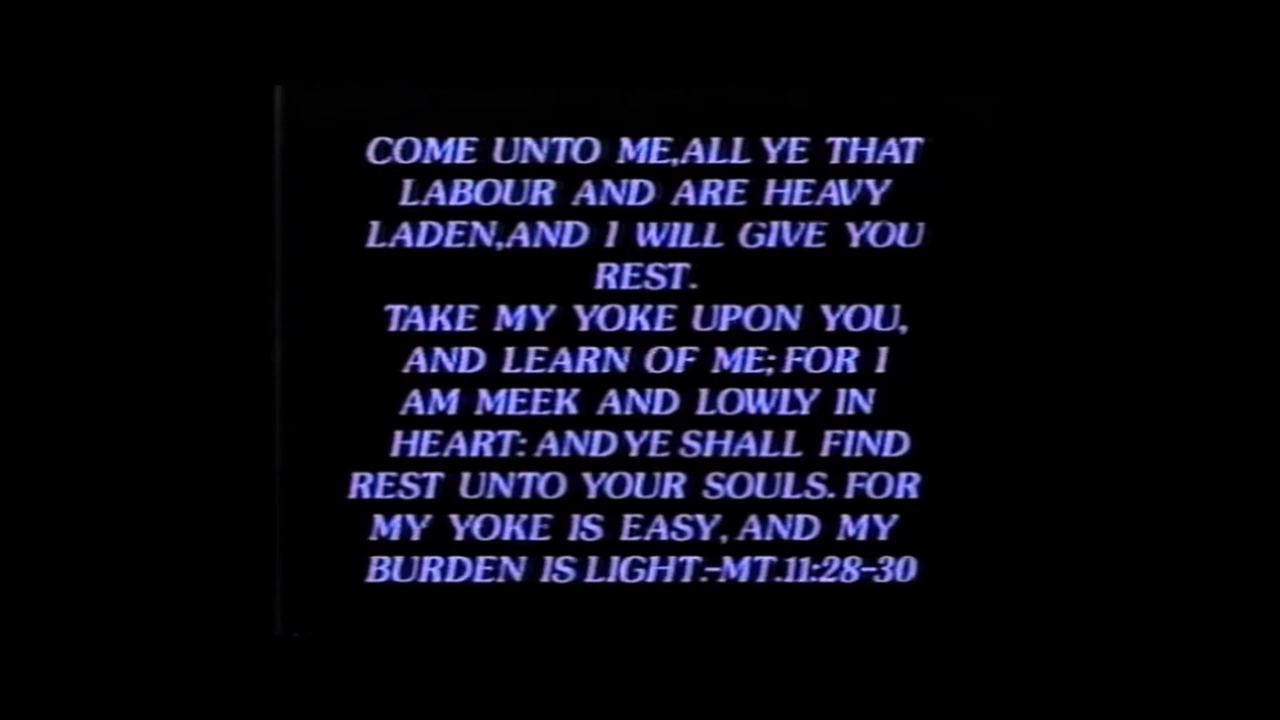 COME UNTO ME,ALL YE THAT
LABOUR AND ARE HEAVY
LADEN,AND I WILL GIVE YOU
REST.
TAKE MY YOKE UPON YOU,
AND LEARN OF ME; FOR I
AM MEEK AND LOWLY IN
HEART: AND YE SHALL FIND
REST UNTO YOUR SOULS. FOR
MY YOKE IS EASY, AND MY
BURDEN IS LIGHT.-MT.11:28-30